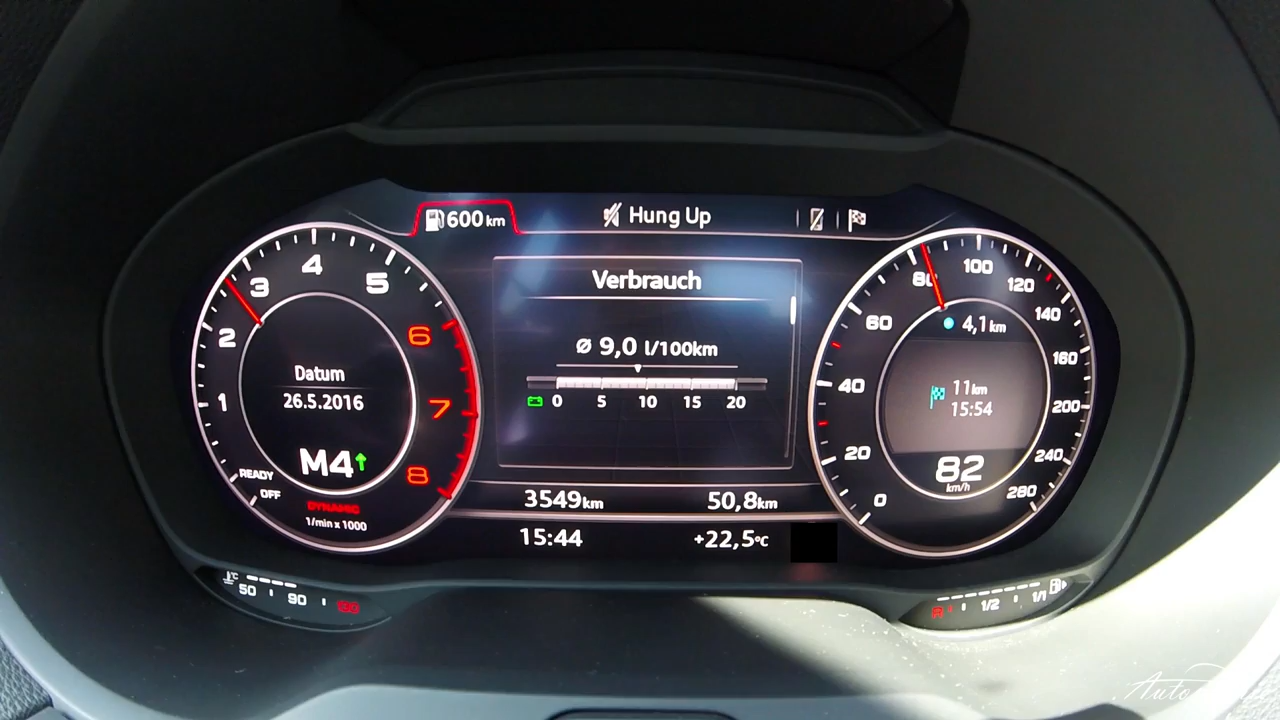 600 km
Hung Up
1
2
3
4
5
6
7
8
READY
OFF
Datum
26.5.2016
M4↑
DYNAMIC
1/min x 1000
Verbrauch
Ø 9,0 l/100km
0 5 10 15 20
3549km 50,8km
15:44 +22,5°C
0
20
40
60
80
100
120
140
160
200
240
280
4,1km
11km
15:54
82
km/h
°C
50 90 130
R 1/2 1/1